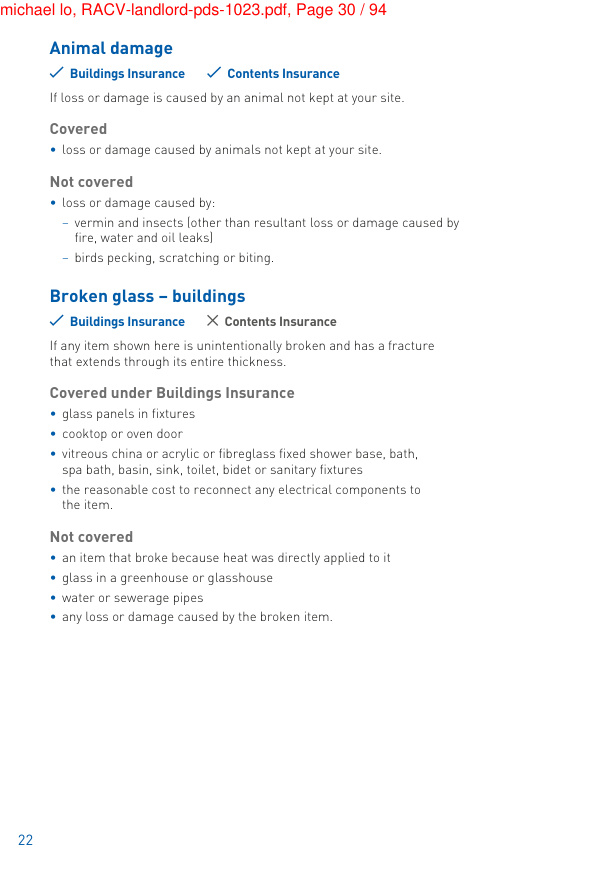 michael lo, RACV-landlord-pds-1023.pdf, Page 30 / 94
Animal damage
✓ Buildings Insurance ✓ Contents Insurance
If loss or damage is caused by an animal not kept at your site.
Covered
• loss or damage caused by animals not kept at your site.
Not covered
• loss or damage caused by:
– vermin and insects (other than resultant loss or damage caused by
fire, water and oil leaks)
– birds pecking, scratching or biting.
Broken glass – buildings
✓ Buildings Insurance ✕ Contents Insurance
If any item shown here is unintentionally broken and has a fracture
that extends through its entire thickness.
Covered under Buildings Insurance
• glass panels in fixtures
• cooktop or oven door
• vitreous china or acrylic or fibreglass fixed shower base, bath,
spa bath, basin, sink, toilet, bidet or sanitary fixtures
• the reasonable cost to reconnect any electrical components to
the item.
Not covered
• an item that broke because heat was directly applied to it
• glass in a greenhouse or glasshouse
• water or sewerage pipes
• any loss or damage caused by the broken item.
22